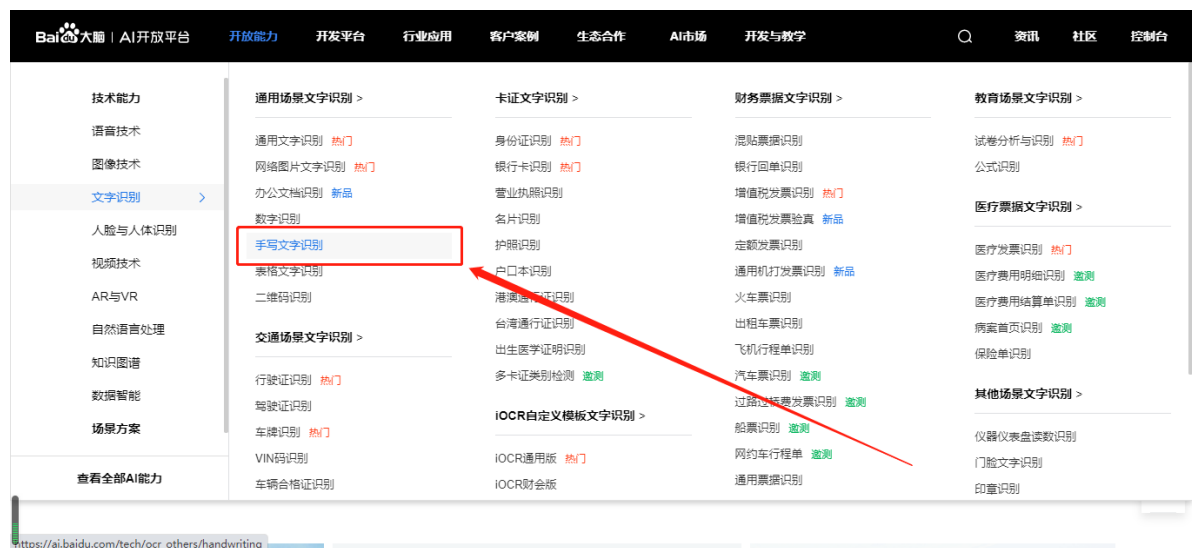 Bai大脑 | AI开放平台 开放能力 开发平台 行业应用 客户案例 生态合作 AI市场 开发与教学 资讯 社区 控制台
技术能力
语音技术
图像技术
文字识别 >
人脸与人体识别
视频技术
AR与VR
自然语言处理
知识图谱
数据智能
场景方案
查看全部AI能力
通用场景文字识别 >
通用文字识别 热门
网络图片文字识别 热门
办公文档识别 新品
数字识别
手写文字识别
表格文字识别
二维码识别
交通场景文字识别 >
行驶证识别 热门
驾驶证识别
车牌识别 热门
VIN码识别
车辆合格证识别
卡证文字识别 >
身份证识别 热门
银行卡识别 热门
营业执照识别
名片识别
护照识别
户口本识别
港澳通行证识别
台湾通行证识别
出生医学证明识别
多卡证类别检测 邀测
iOCR自定义模板文字识别 >
iOCR通用版 热门
iOCR财会版
财务票据文字识别 >
混贴票据识别
银行回单识别
增值税发票识别 热门
增值税发票验真 新品
定额发票识别
通用机打发票识别 新品
火车票识别
出租车票识别
飞机行程单识别
汽车票识别 邀测
过路过桥费发票识别 邀测
船票识别 邀测
网约车行程单 邀测
通用票据识别
教育场景文字识别 >
试卷分析与识别 热门
公式识别
医疗票据文字识别 >
医疗发票识别 热门
医疗费用明细识别 邀测
医疗费用结算单识别 邀测
病案首页识别 邀测
保险单识别
其他场景文字识别 >
仪器仪表盘读数识别
门脸文字识别
印章识别
https://ai.baidu.com/tech/ocr_others/handwriting